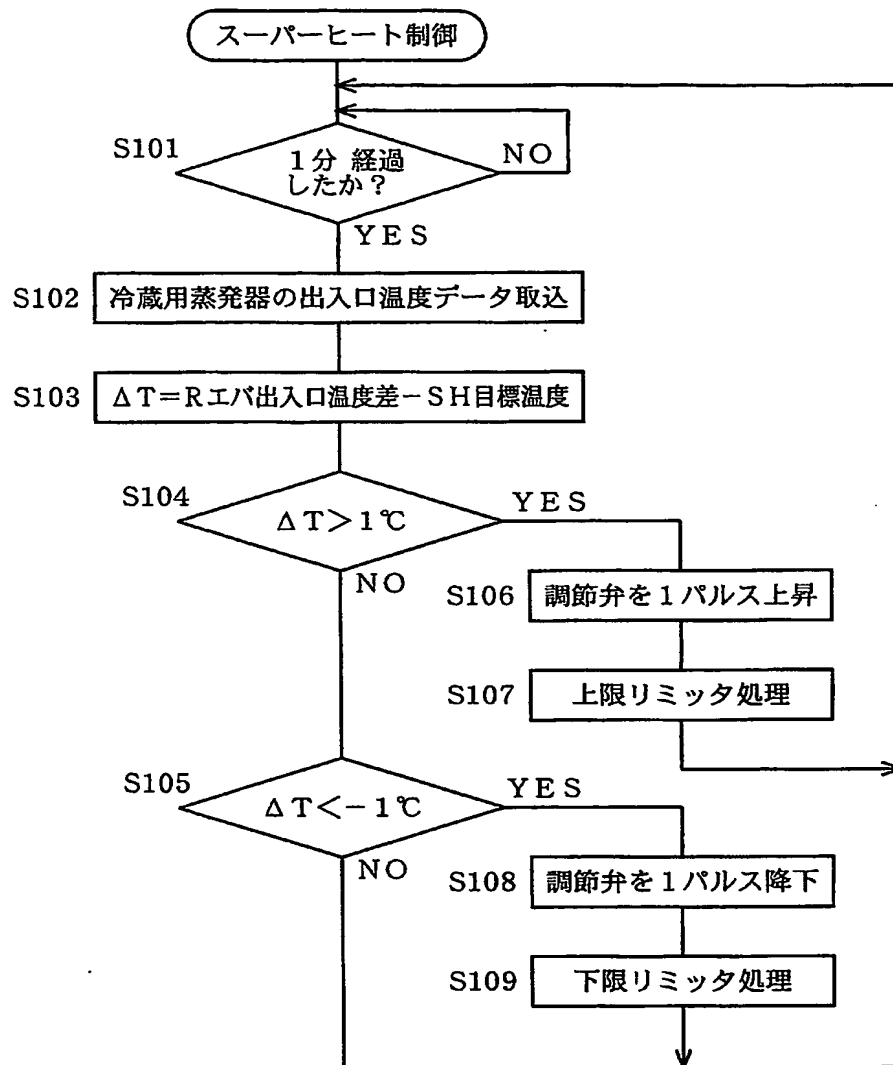 スーパーヒート制御
S101
1分 経過
したか?
NO
YES
S102
冷蔵用蒸発器の出入口温度データ取込
S103
ΔT=Rエバ出入口温度差-SH目標温度
S104
ΔT>1℃
YES
NO
S106
調節弁を1パルス上昇
S107
上限リミッタ処理
S105
ΔT<-1℃
YES
NO
S108
調節弁を1パルス降下
S109
下限リミッタ処理